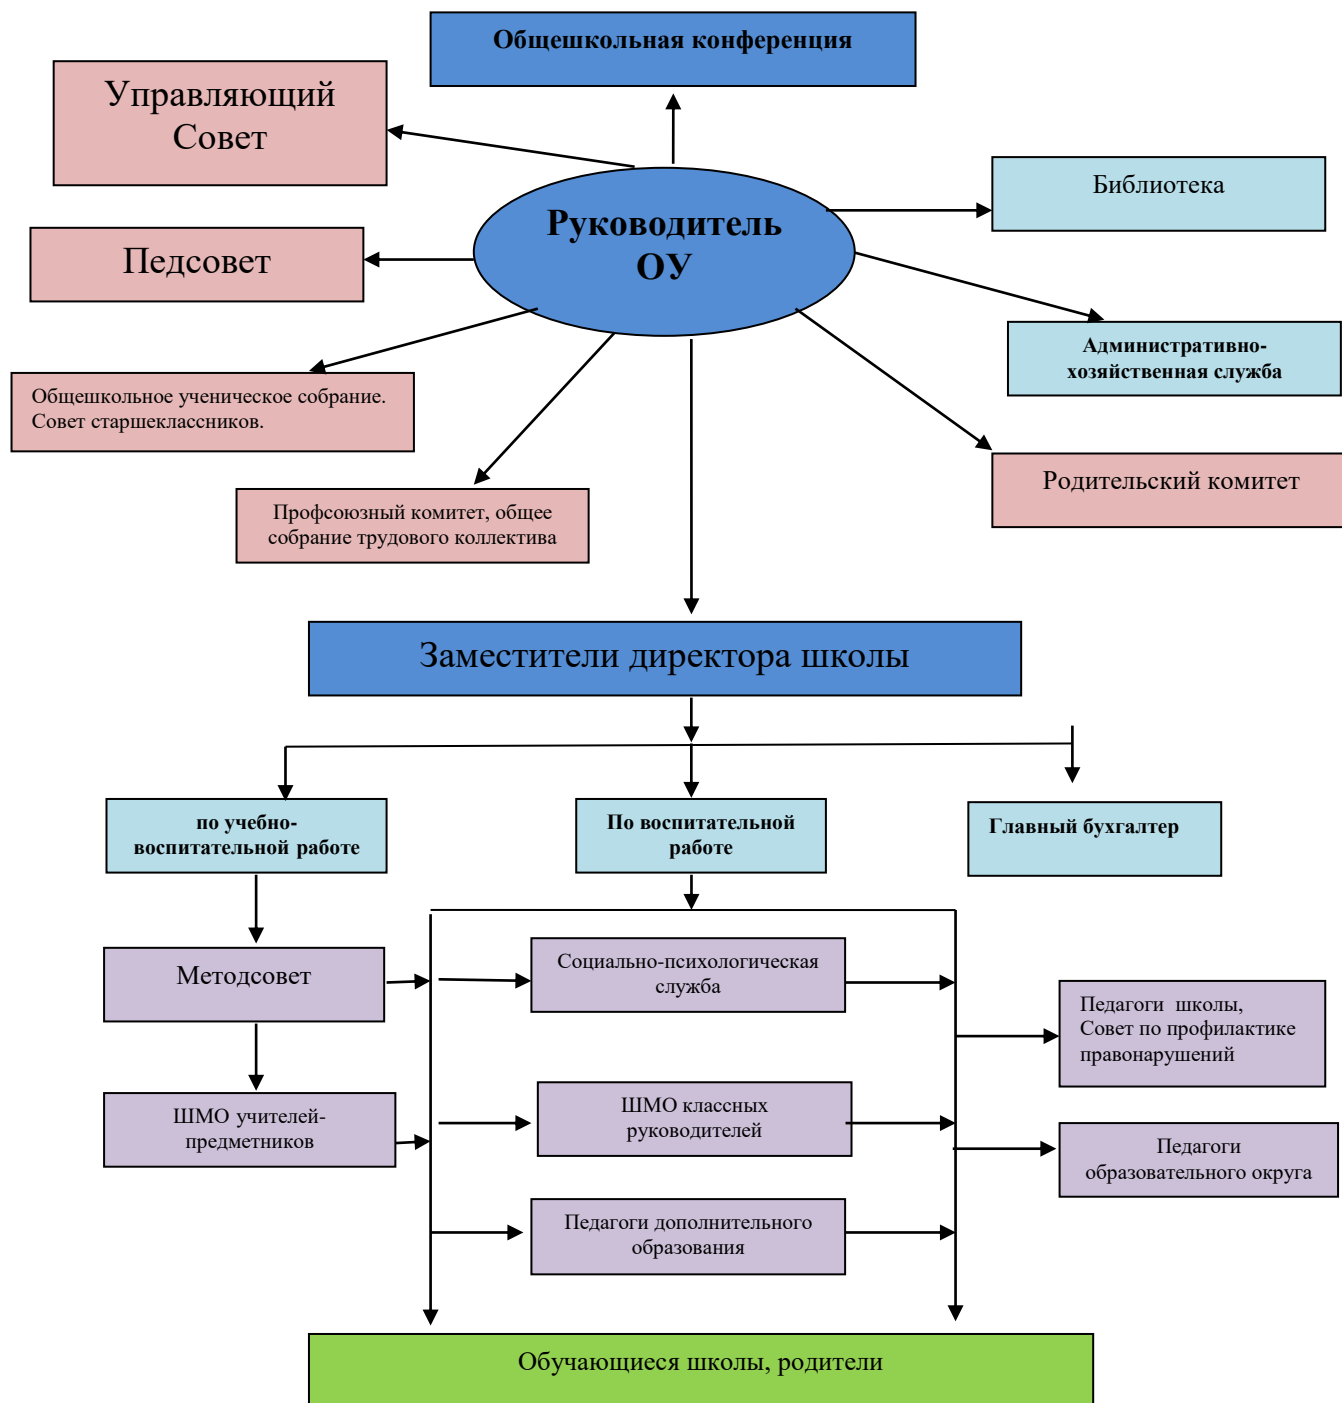 Общешкольная конференция
Управляющий
Совет
Библиотека
Руководитель
ОУ
Педсовет
Административно-
хозяйственная служба
Общешкольное ученическое собрание.
Совет старшеклассников.
Родительский комитет
Профсоюзный комитет, общее
собрание трудового коллектива
Заместители директора школы
по учебно-
воспитательной работе
По воспитательной
работе
Главный бухгалтер
Методсовет
Социально-психологическая
служба
Педагоги школы,
Совет по профилактике
правонарушений
ШМО учителей-
предметников
ШМО классных
руководителей
Педагоги
образовательного округа
Педагоги дополнительного
образования
Обучающиеся школы, родители